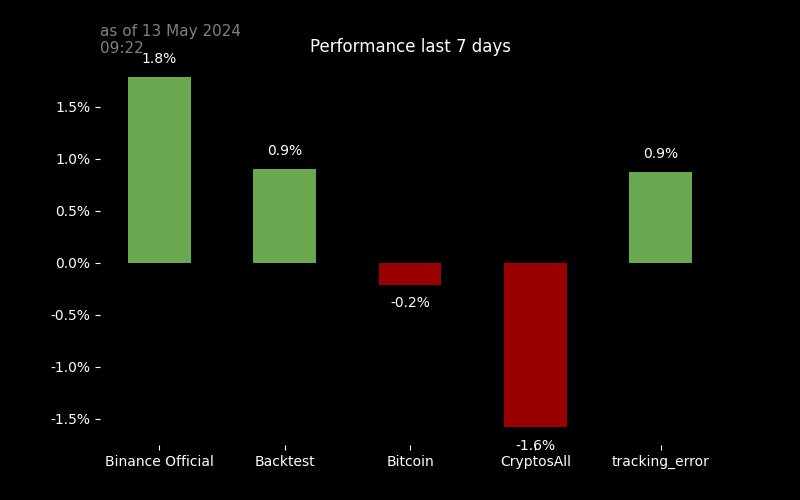 as of 13 May 2024
09:22
Performance last 7 days
1.8%
0.9%
-0.2%
-1.6%
0.9%
1.5%
1.0%
0.5%
0.0%
-0.5%
-1.0%
-1.5%
Binance Official
Backtest
Bitcoin
CryptosAll
tracking_error